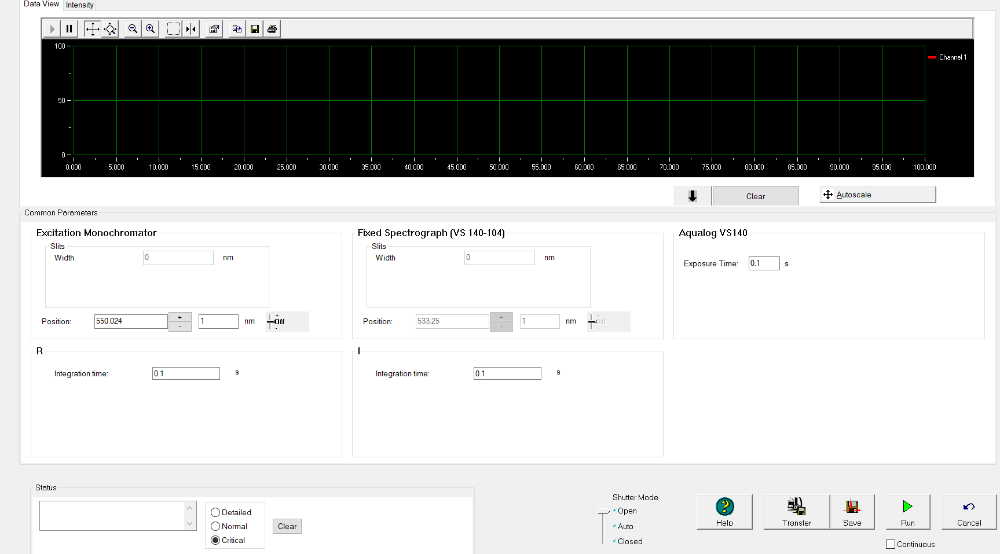 Data View Intensity
100
Channel 1
50
0
0.000 5.000 10.000 15.000 20.000 25.000 30.000 35.000 40.000 45.000 50.000 55.000 60.000 65.000 70.000 75.000 80.000 85.000 90.000 95.000 100.000
Clear Autoscale
Common Parameters
Excitation Monochromator
Slits
Width 0 nm
Position: 550.024 + - 1 nm + Off -
Fixed Spectrograph (VS 140-104)
Slits
Width 0 nm
Position: 533.25 + - 1 nm + Off -
Aqualog VS140
Exposure Time: 0.1 s
R
Integration time: 0.1 s
I
Integration time: 0.1 s
Status
Detailed
Normal
Critical
Clear
Shutter Mode
Open
Auto
Closed
? Help Transfer Save Run Cancel
Continuous